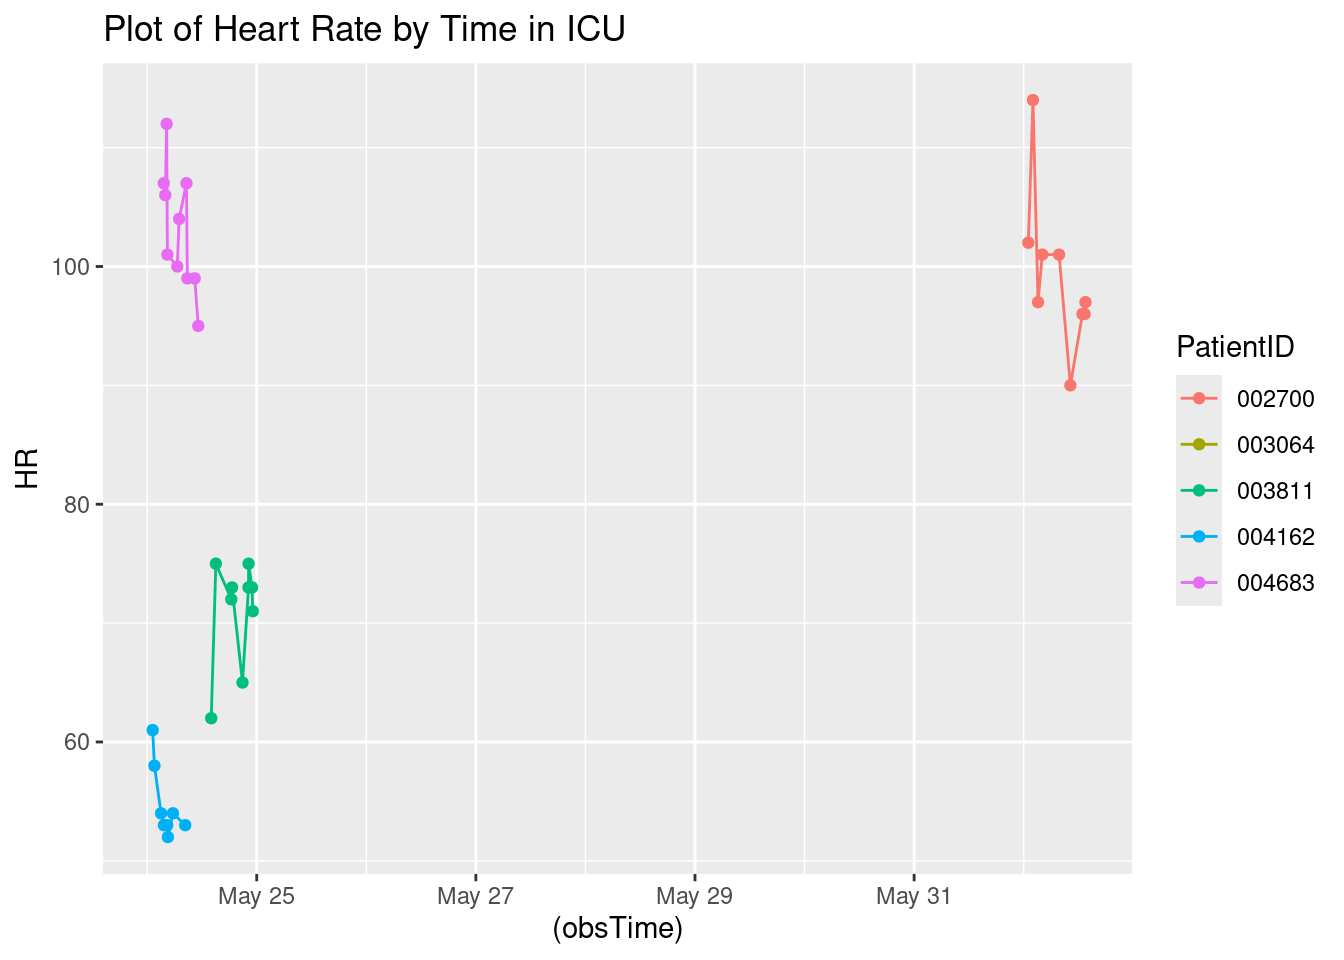 Plot of Heart Rate by Time in ICU
HR
100
80
60
May 25
May 27
May 29
May 31
(obsTime)
PatientID
002700
003064
003811
004162
004683